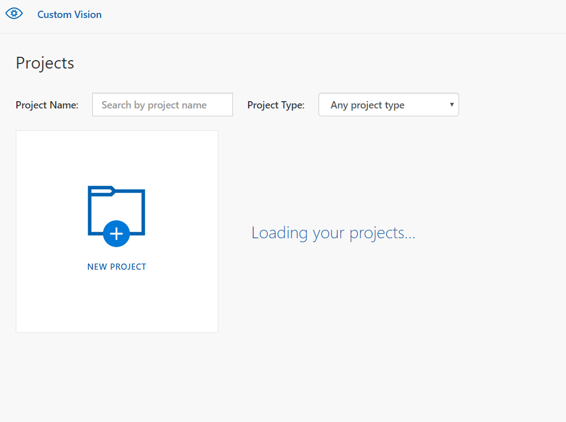 Custom Vision
Projects
Project Name: Search by project name Project Type: Any project type
Loading your projects...
NEW PROJECT